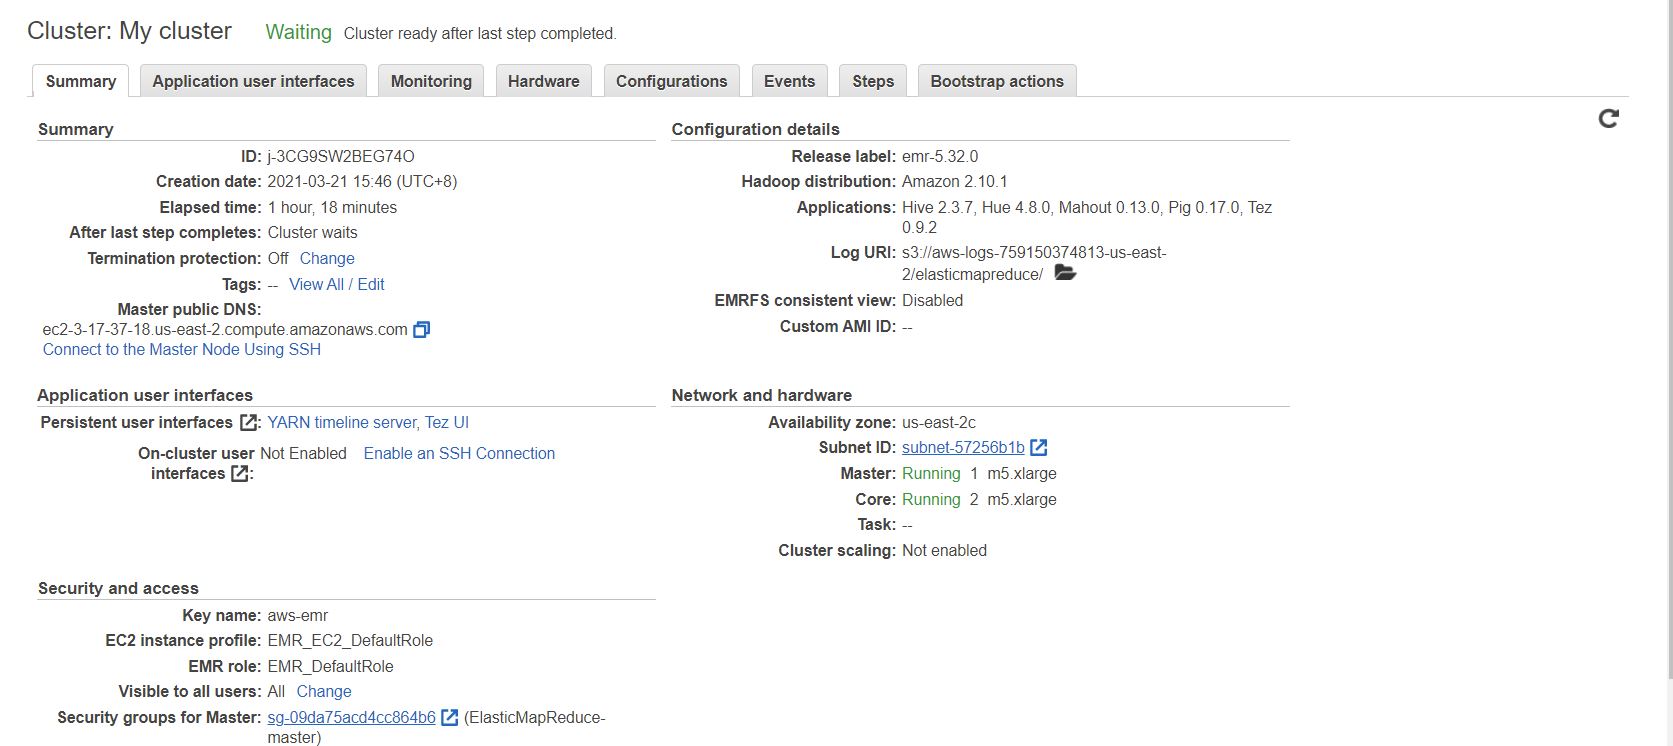 Cluster: My cluster Waiting Cluster ready after last step completed.
Summary Application user interfaces Monitoring Hardware Configurations Events Steps Bootstrap actions
Summary
ID: j-3CG9SW2BEG74O
Creation date: 2021-03-21 15:46 (UTC+8)
Elapsed time: 1 hour, 18 minutes
After last step completes: Cluster waits
Termination protection: Off Change
Tags: -- View All / Edit
Master public DNS:
ec2-3-17-37-18.us-east-2.compute.amazonaws.com
Connect to the Master Node Using SSH
Configuration details
Release label: emr-5.32.0
Hadoop distribution: Amazon 2.10.1
Applications: Hive 2.3.7, Hue 4.8.0, Mahout 0.13.0, Pig 0.17.0, Tez
0.9.2
Log URI: s3://aws-logs-759150374813-us-east-
2/elasticmapreduce/
EMRFS consistent view: Disabled
Custom AMI ID: --
Application user interfaces
Persistent user interfaces : YARN timeline server, Tez UI
On-cluster user Not Enabled Enable an SSH Connection
interfaces :
Network and hardware
Availability zone: us-east-2c
Subnet ID: subnet-57256b1b
Master: Running 1 m5.xlarge
Core: Running 2 m5.xlarge
Task: --
Cluster scaling: Not enabled
Security and access
Key name: aws-emr
EC2 instance profile: EMR_EC2_DefaultRole
EMR role: EMR_DefaultRole
Visible to all users: All Change
Security groups for Master: sg-09da75acd4cc864b6 (ElasticMapReduce-
master)